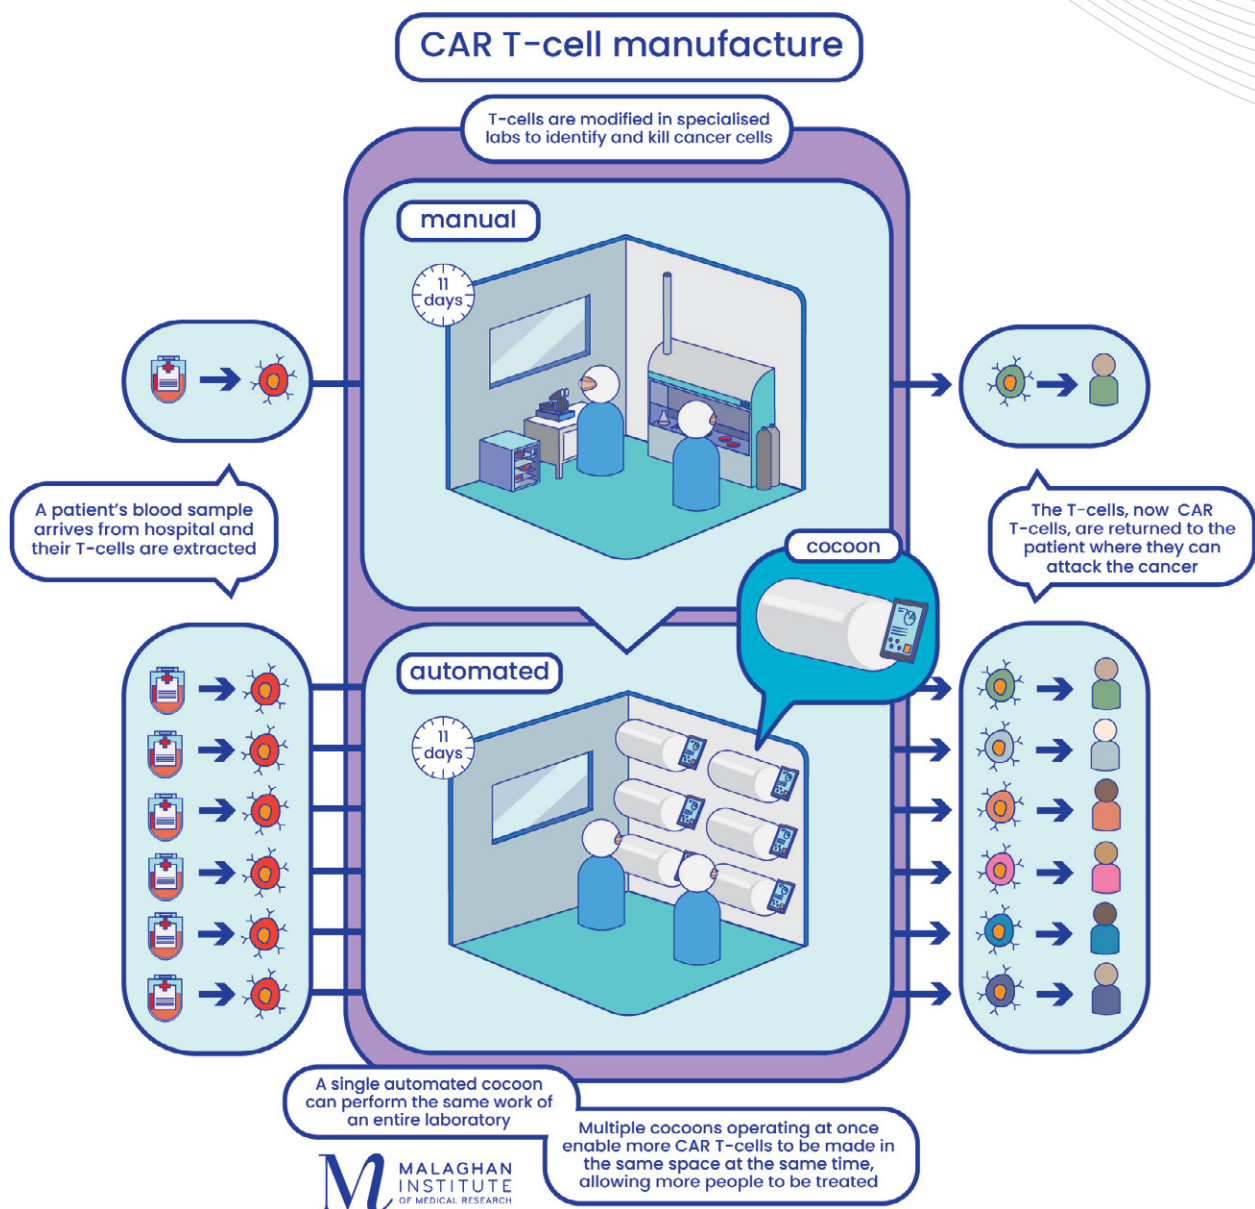 CAR T-cell manufacture
T-cells are modified in specialised
labs to identify and kill cancer cells
manual
11
days
A patient's blood sample
arrives from hospital and
their T-cells are extracted
The T-cells, now CAR
T-cells, are returned to the
patient where they can
attack the cancer
cocoon
automated
11
days
A single automated cocoon
can perform the same work of
an entire laboratory
Multiple cocoons operating at once
enable more CAR T-cells to be made in
the same space at the same time,
allowing more people to be treated
M
MALAGHAN
INSTITUTE
OF MEDICAL RESEARCH